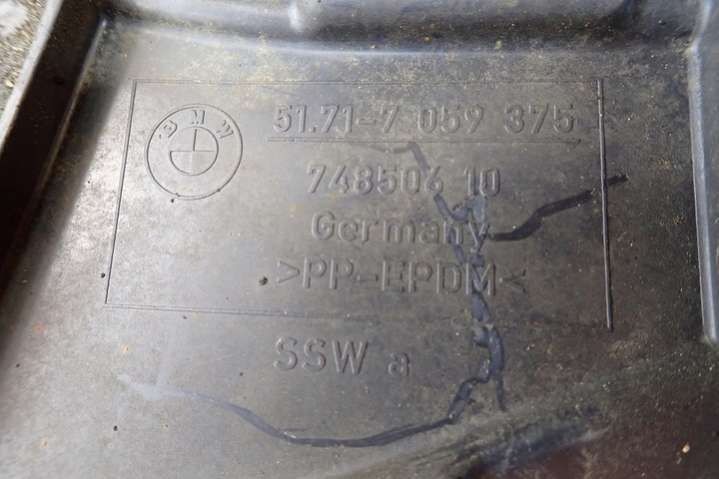 BMW
51.71-7 059 375
748506 10
Germany
>PP-EPDM<
SSW a